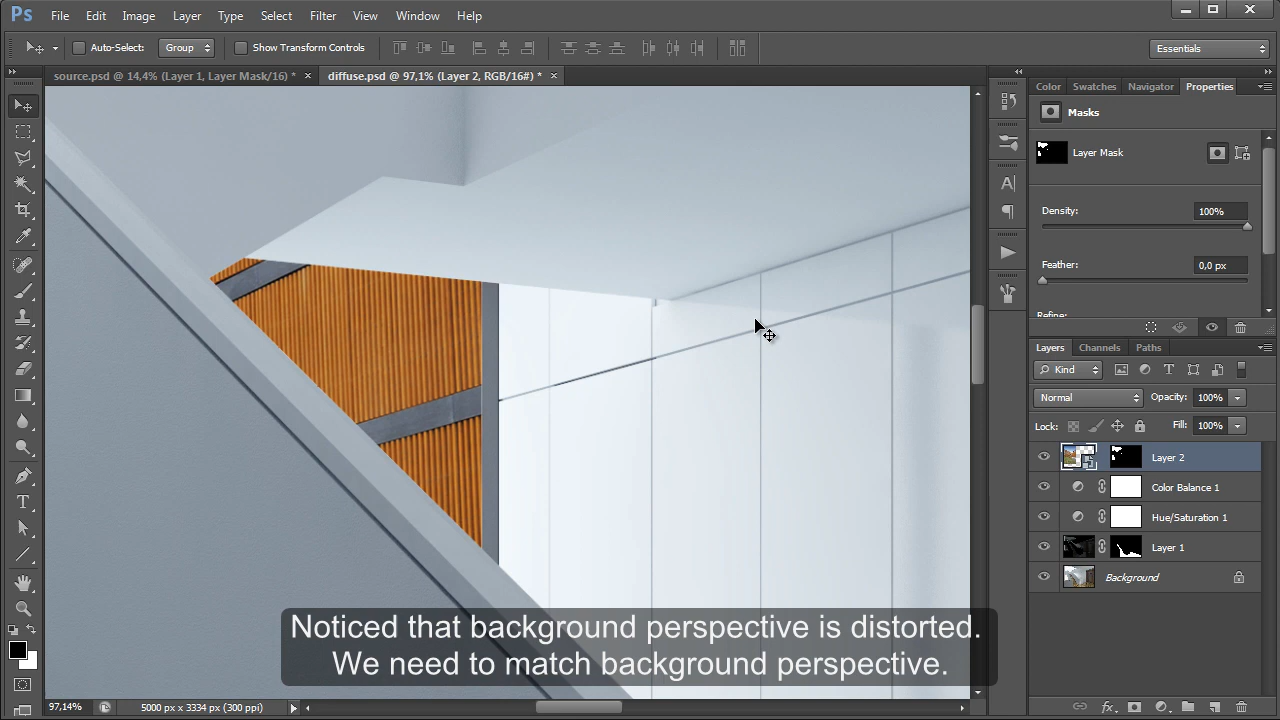 Ps File Edit Image Layer Type Select Filter View Window Help
Auto-Select: Group Show Transform Controls Essentials
source.psd @ 14,4% (Layer 1, Layer Mask/16) * × diffuse.psd @ 97,1% (Layer 2, RGB/16#) * ×
Color Swatches Navigator Properties
Masks
Layer Mask
Density: 100%
Feather: 0,0 px
Refine:
Layers Channels Paths
Kind
Normal Opacity: 100%
Lock: Fill: 100%
Layer 2
Color Balance 1
Hue/Saturation 1
Layer 1
Background
Noticed that background perspective is distorted.
We need to match background perspective.
97,14% 5000 px x 3334 px (300 ppi)